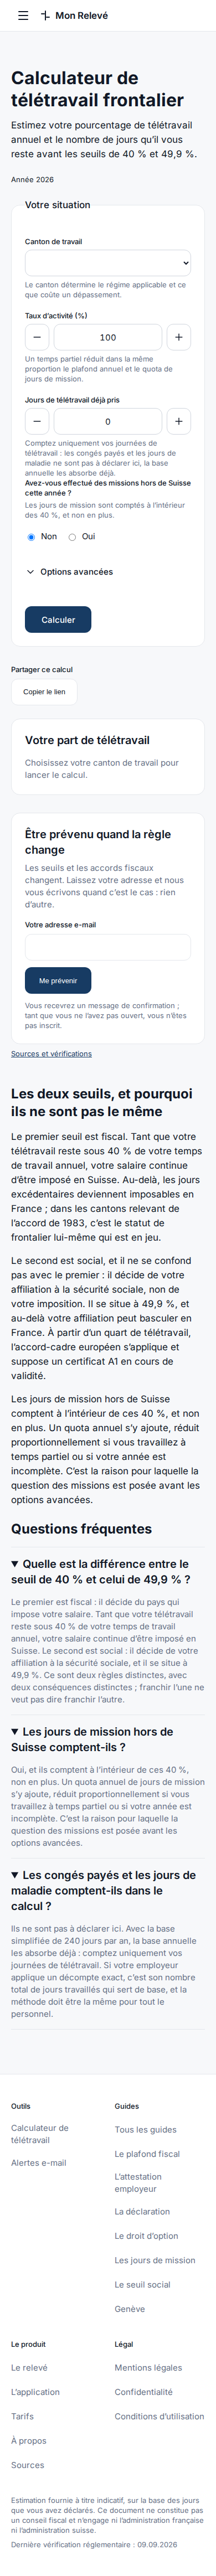 Mon Relevé
Calculateur de
télétravail frontalier
Estimez votre pourcentage de télétravail
annuel et le nombre de jours qu’il vous
reste avant les seuils de 40 % et 49,9 %.
Année 2026
Votre situation
Canton de travail
Le canton détermine le régime applicable et ce
que coûte un dépassement.
Taux d’activité (%)
100
Un temps partiel réduit dans la même
proportion le plafond annuel et le quota de
jours de mission.
Jours de télétravail déjà pris
0
Comptez uniquement vos journées de
télétravail : les congés payés et les jours de
maladie ne sont pas à déclarer ici, la base
annuelle les absorbe déjà.
Avez-vous effectué des missions hors de Suisse
cette année ?
Les jours de mission sont comptés à l’intérieur
des 40 %, et non en plus.
Non Oui
Options avancées
Calculer
Partager ce calcul
Copier le lien
Votre part de télétravail
Choisissez votre canton de travail pour
lancer le calcul.
Être prévenu quand la règle
change
Les seuils et les accords fiscaux
changent. Laissez votre adresse et nous
vous écrivons quand c’est le cas : rien
d’autre.
Votre adresse e-mail
Me prévenir
Vous recevrez un message de confirmation ;
tant que vous ne l’avez pas ouvert, vous n’êtes
pas inscrit.
Sources et vérifications
Les deux seuils, et pourquoi
ils ne sont pas le même
Le premier seuil est fiscal. Tant que votre
télétravail reste sous 40 % de votre temps
de travail annuel, votre salaire continue
d’être imposé en Suisse. Au-delà, les jours
excédentaires deviennent imposables en
France ; dans les cantons relevant de
l’accord de 1983, c’est le statut de
frontalier lui-même qui est en jeu.
Le second est social, et il ne se confond
pas avec le premier : il décide de votre
affiliation à la sécurité sociale, non de
votre imposition. Il se situe à 49,9 %, et
au-delà votre affiliation peut basculer en
France. À partir d’un quart de télétravail,
l’accord-cadre européen s’applique et
suppose un certificat A1 en cours de
validité.
Les jours de mission hors de Suisse
comptent à l’intérieur de ces 40 %, et non
en plus. Un quota annuel s’y ajoute, réduit
proportionnellement si vous travaillez à
temps partiel ou si votre année est
incomplète. C’est la raison pour laquelle la
question des missions est posée avant les
options avancées.
Questions fréquentes
Quelle est la différence entre le
seuil de 40 % et celui de 49,9 % ?
Le premier est fiscal : il décide du pays qui
impose votre salaire. Tant que votre télétravail
reste sous 40 % de votre temps de travail
annuel, votre salaire continue d’être imposé en
Suisse. Le second est social : il décide de votre
affiliation à la sécurité sociale, et il se situe à
49,9 %. Ce sont deux règles distinctes, avec
deux conséquences distinctes ; franchir l’une ne
veut pas dire franchir l’autre.
Les jours de mission hors de
Suisse comptent-ils ?
Oui, et ils comptent à l’intérieur de ces 40 %,
non en plus. Un quota annuel de jours de mission
s’y ajoute, réduit proportionnellement si vous
travaillez à temps partiel ou si votre année est
incomplète. C’est la raison pour laquelle la
question des missions est posée avant les
options avancées.
Les congés payés et les jours de
maladie comptent-ils dans le
calcul ?
Ils ne sont pas à déclarer ici. Avec la base
simplifiée de 240 jours par an, la base annuelle
les absorbe déjà : comptez uniquement vos
journées de télétravail. Si votre employeur
applique un décompte exact, c’est son nombre
total de jours travaillés qui sert de base, et la
méthode doit être la même pour tout le
personnel.
Outils
Calculateur de
télétravail
Alertes e-mail
Guides
Tous les guides
Le plafond fiscal
L’attestation
employeur
La déclaration
Le droit d’option
Les jours de mission
Le seuil social
Genève
Le produit
Le relevé
L’application
Tarifs
À propos
Sources
Légal
Mentions légales
Confidentialité
Conditions d’utilisation
Estimation fournie à titre indicatif, sur la base des jours
que vous avez déclarés. Ce document ne constitue pas
un conseil fiscal et n’engage ni l’administration française
ni l’administration suisse.
Dernière vérification réglementaire : 09.09.2026